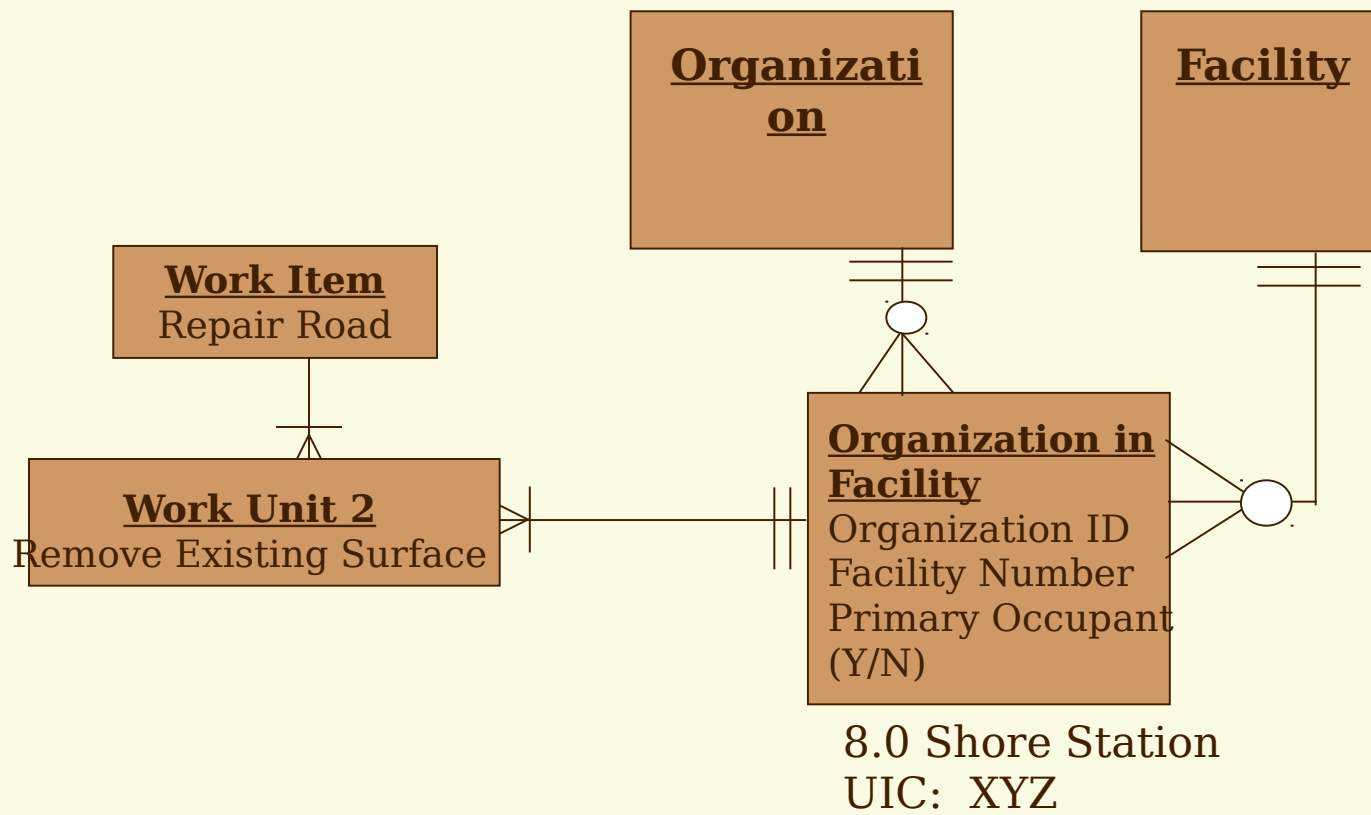 Organizati
on
Facility
Work Item
Repair Road
Work Unit 2
Remove Existing Surface
Organization in
Facility
Organization ID
Facility Number
Primary Occupant
(Y/N)
8.0 Shore Station
UIC:  XYZ